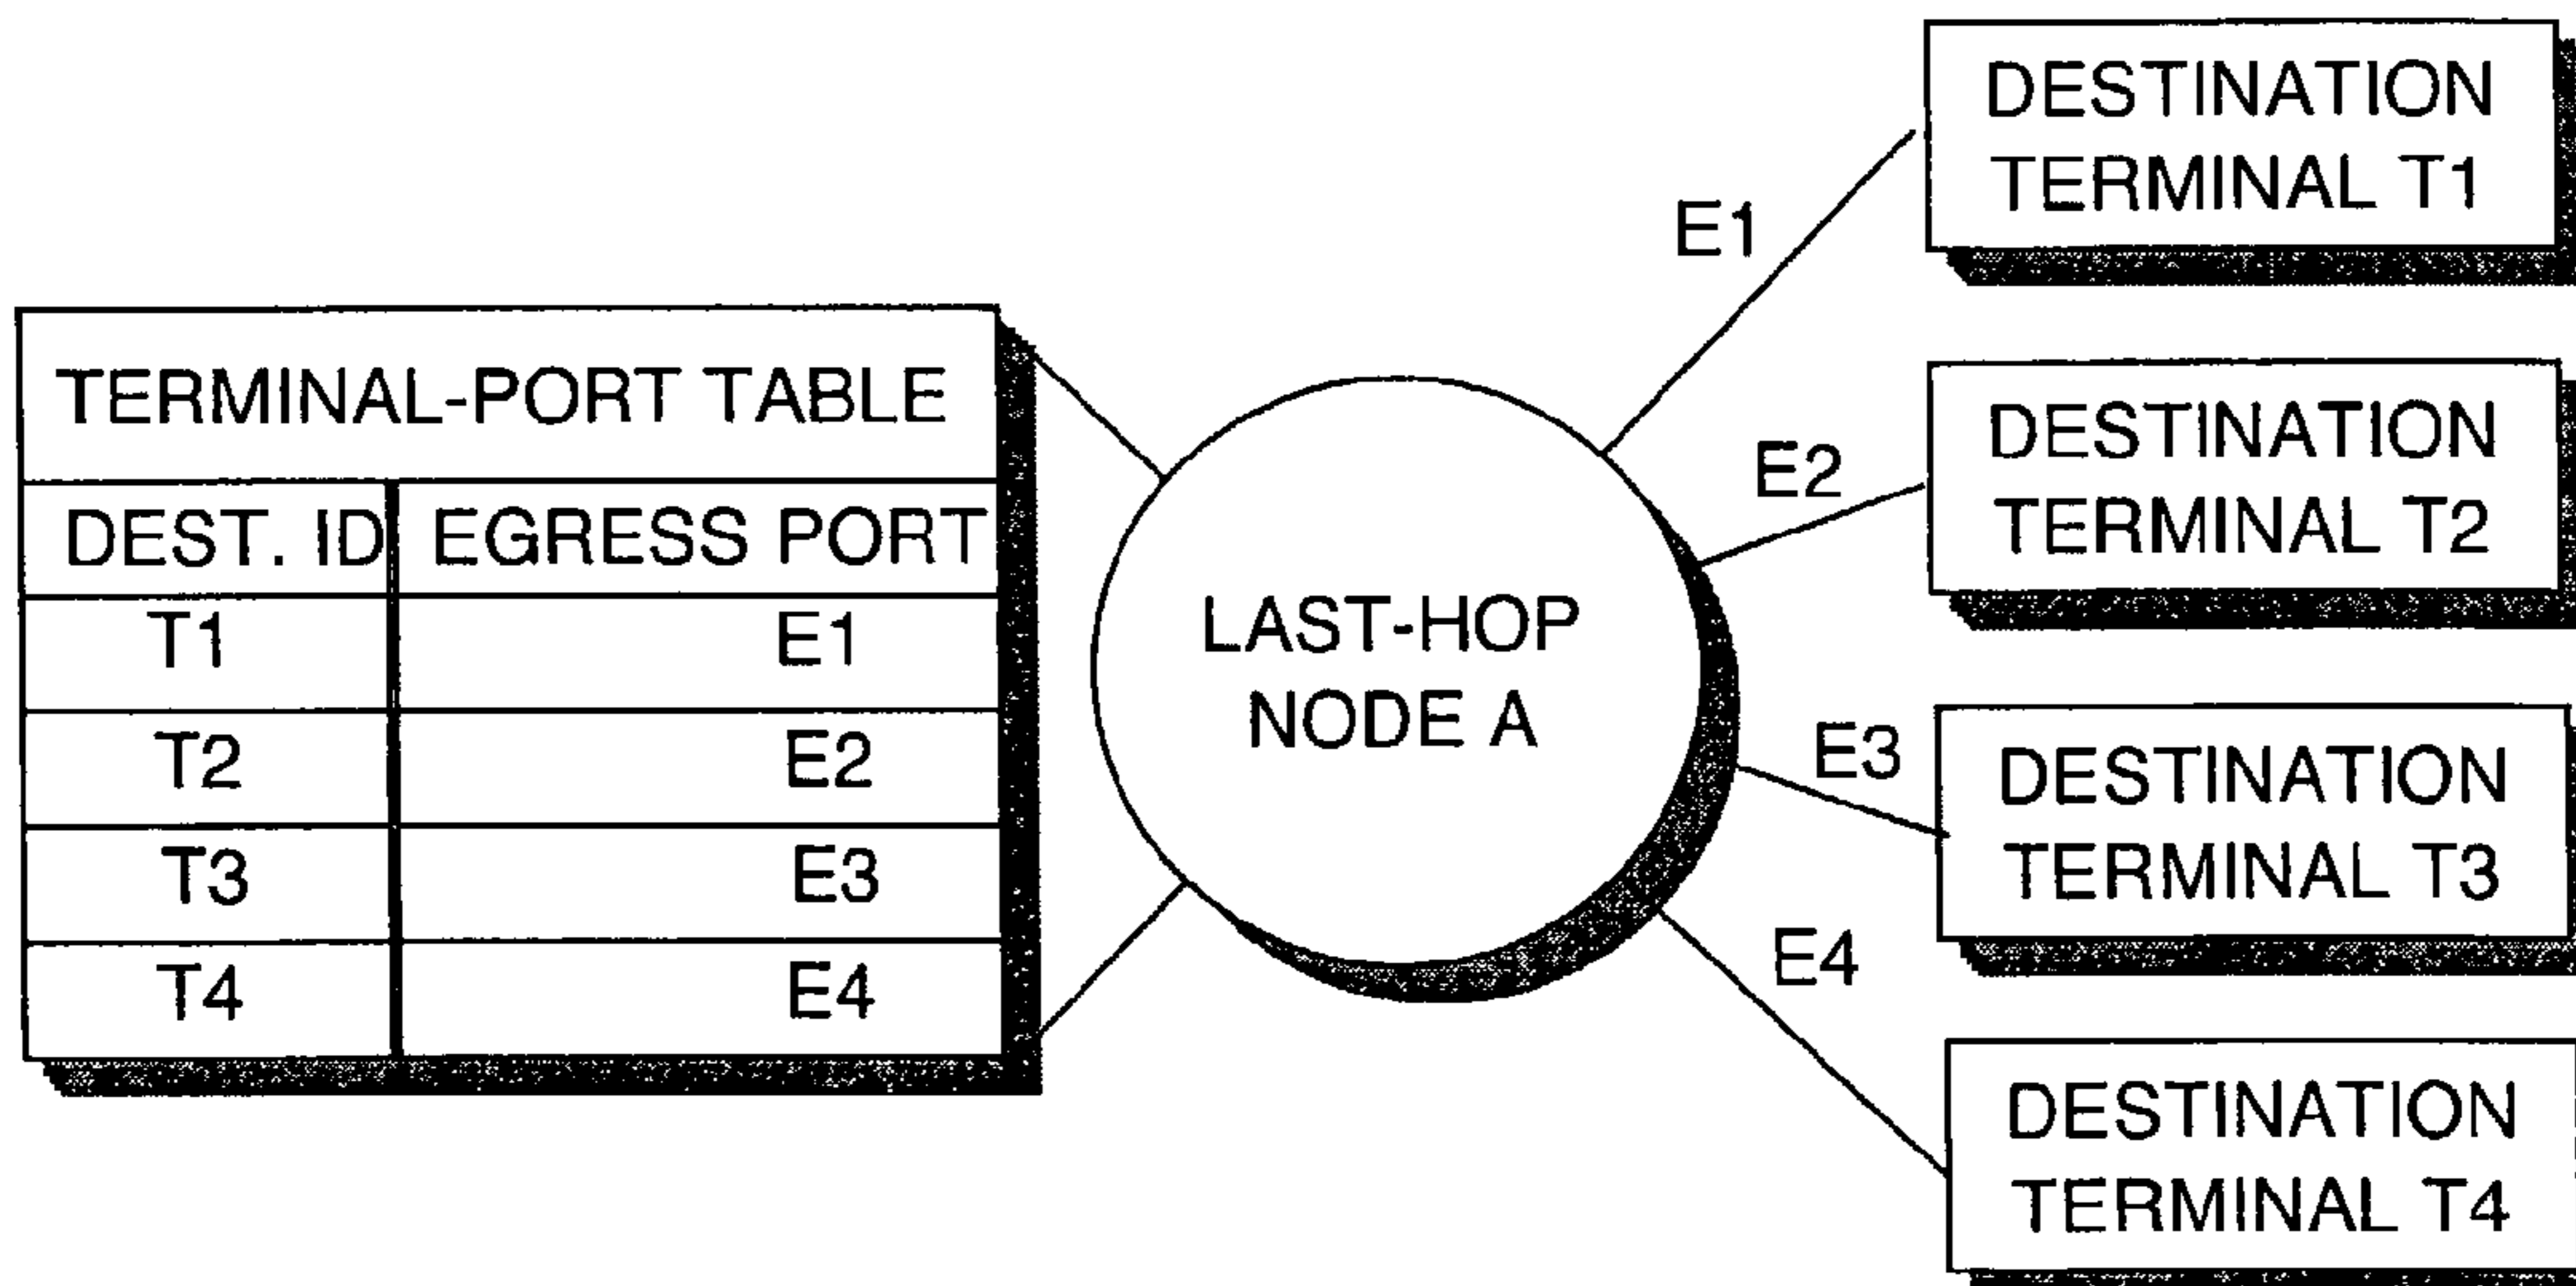 TERMINAL-PORT TABLE
DEST. ID EGRESS PORT
T1 E1
T2 E2
T3 E3
T4 E4
LAST-HOP
NODE A
E1
E2
E3
E4
DESTINATION
TERMINAL T1
DESTINATION
TERMINAL T2
DESTINATION
TERMINAL T3
DESTINATION
TERMINAL T4